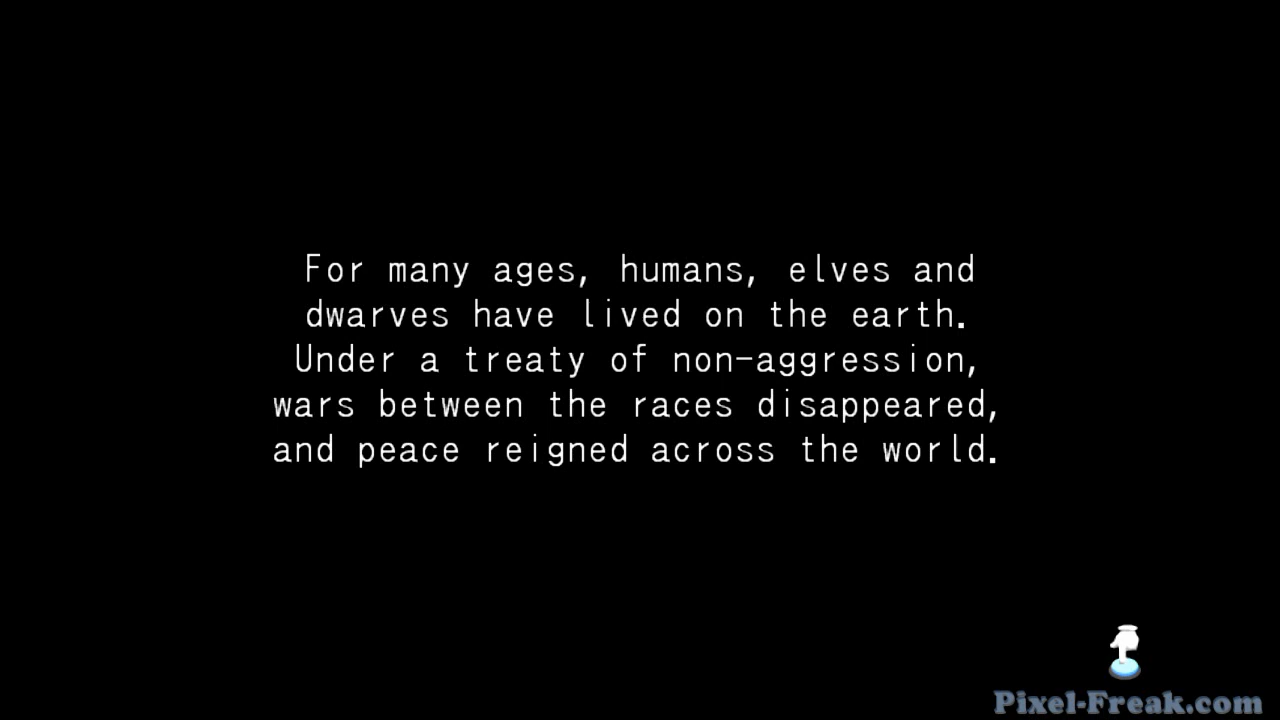 For many ages, humans, elves and
dwarves have lived on the earth.
Under a treaty of non-aggression,
wars between the races disappeared,
and peace reigned across the world.
Pixel-Freak.com